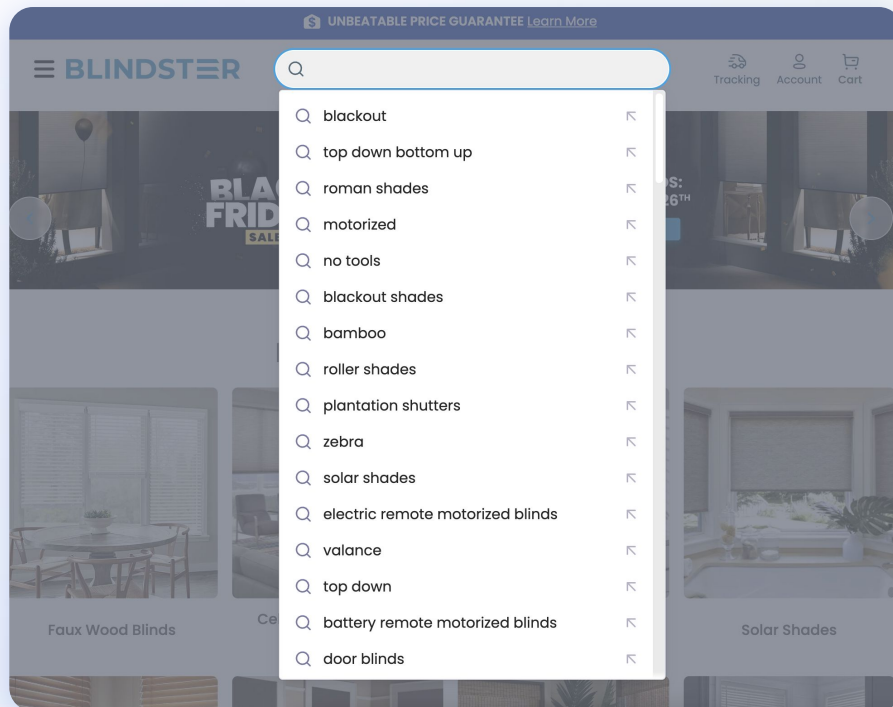 UNBEATABLE PRICE GUARANTEE Learn More
BLINDSTER
Tracking
Account
Cart
blackout
top down bottom up
roman shades
motorized
no tools
blackout shades
bamboo
roller shades
plantation shutters
zebra
solar shades
electric remote motorized blinds
valance
top down
battery remote motorized blinds
door blinds
SALE
Faux Wood Blinds
Solar Shades